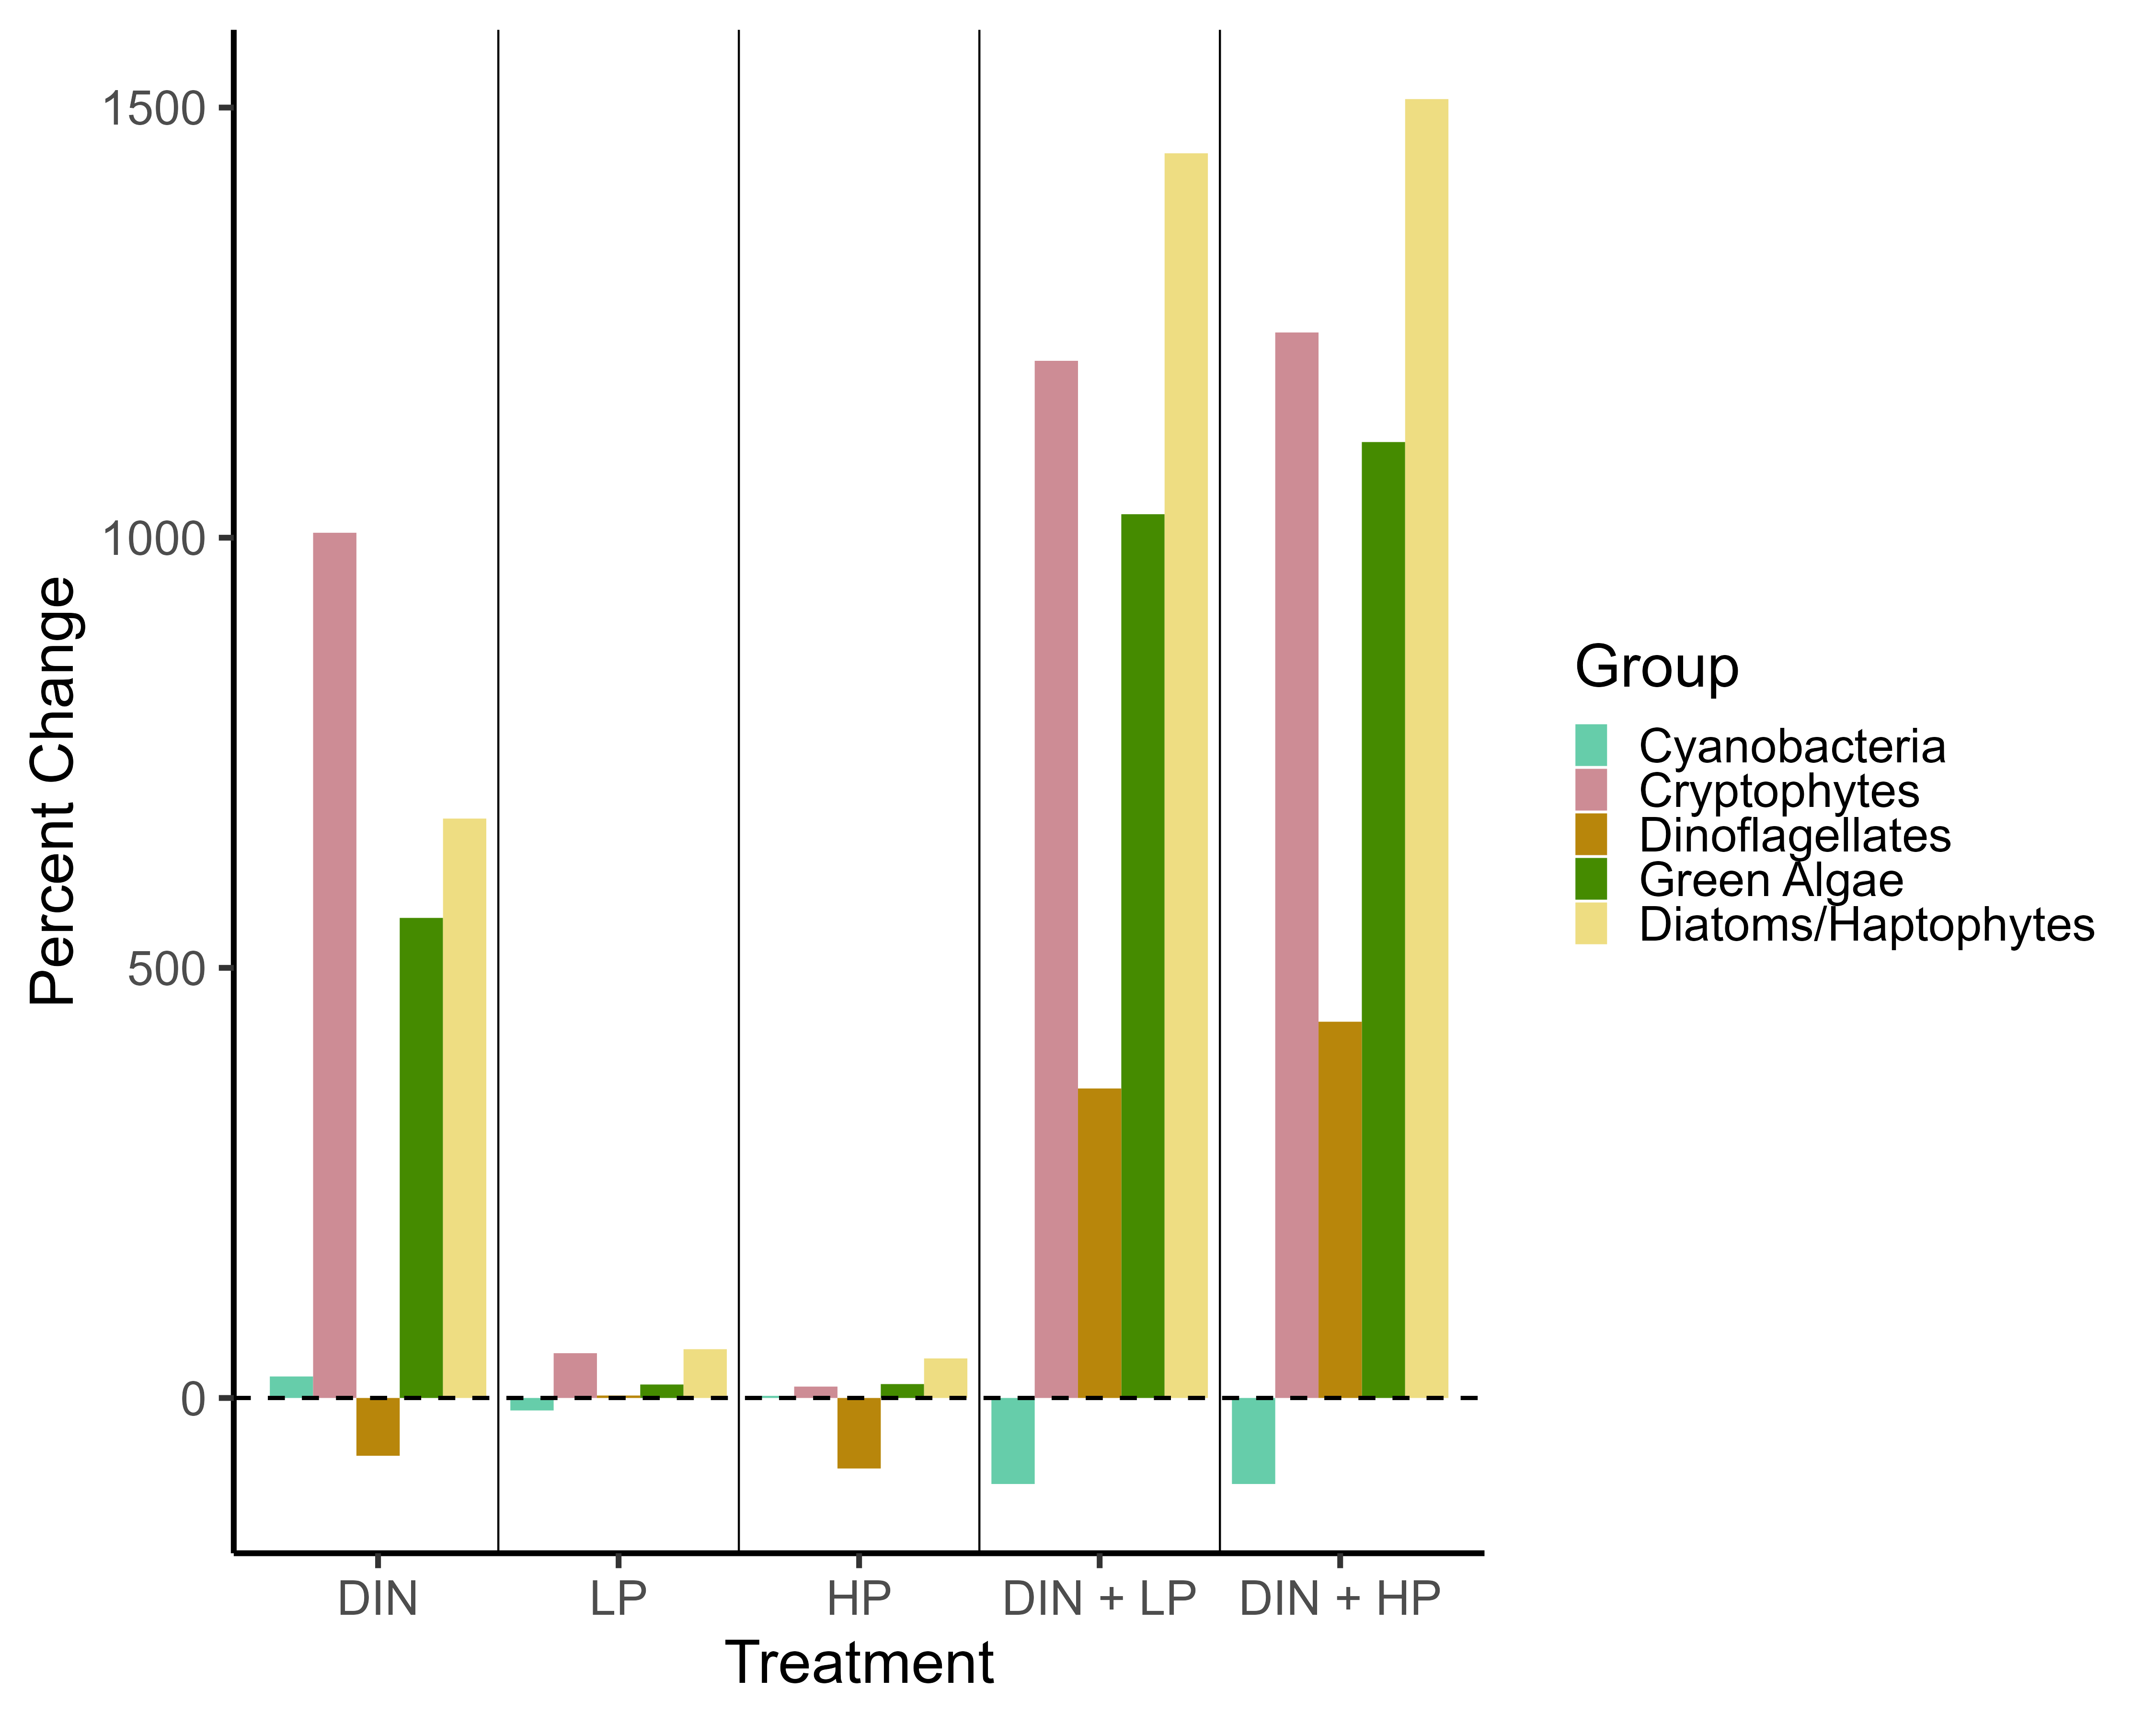 Percent Change
1500
1000
500
0
DIN
LP
HP
DIN + LP
DIN + HP
Treatment
Group
Cyanobacteria
Cryptophytes
Dinoflagellates
Green Algae
Diatoms/Haptophytes